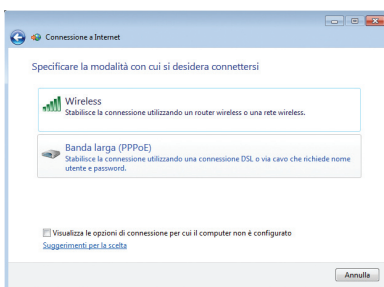 Connessione a Internet
Specificare la modalità con cui si desidera connettersi
Wireless
Stabilisce la connessione utilizzando un router wireless o una rete wireless.
Banda larga (PPPoE)
Stabilisce la connessione utilizzando una connessione DSL o via cavo che richiede nome
utente e password.
Visualizza le opzioni di connessione per cui il computer non è configurato
Suggerimenti per la scelta
Annulla